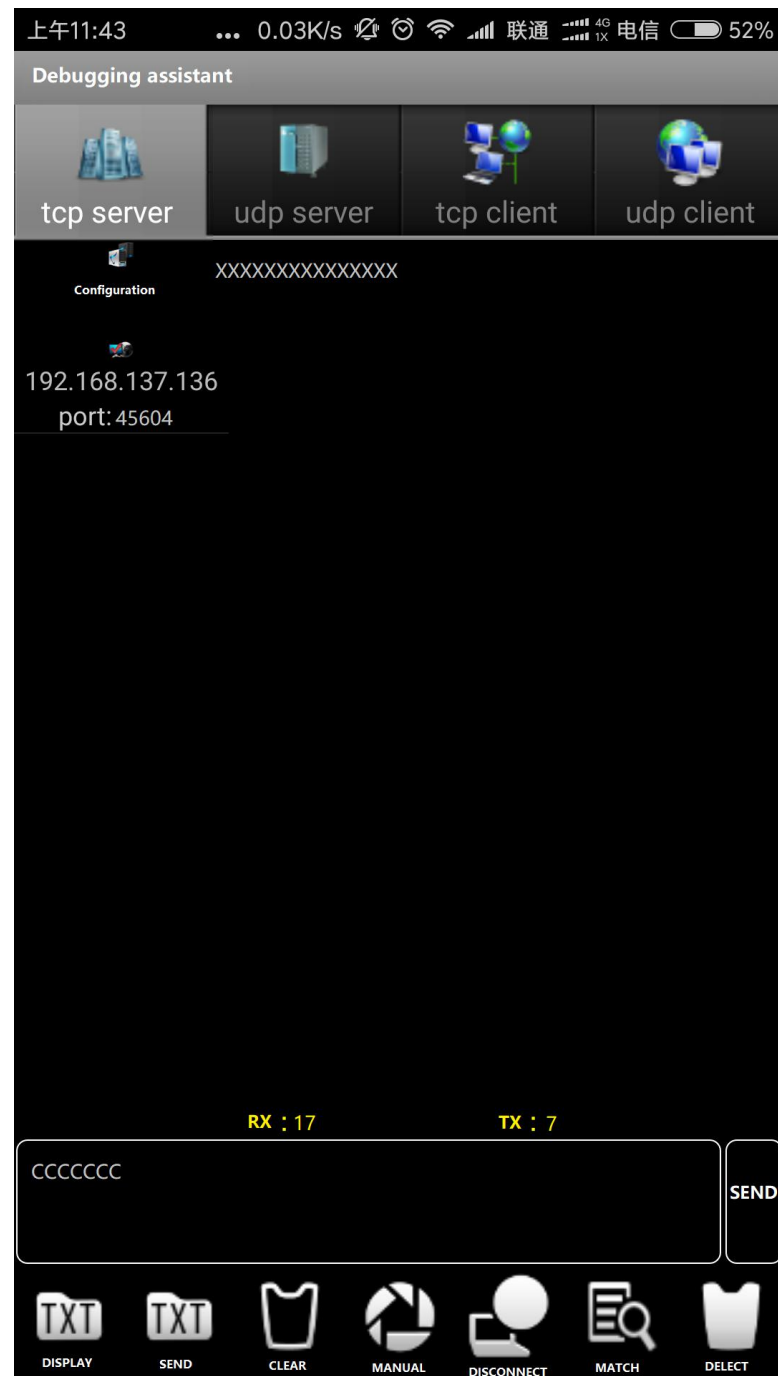 上午11:43 ... 0.03K/s 联通 4G 1X 电信 52%
Debugging assistant
tcp server udp server tcp client udp client
Configuration
XXXXXXXXXXXXXXX
192.168.137.136
port: 45604
RX : 17 TX : 7
CCCCCCC
SEND
TXT TXT
DISPLAY SEND CLEAR MANUAL DISCONNECT MATCH DELECT